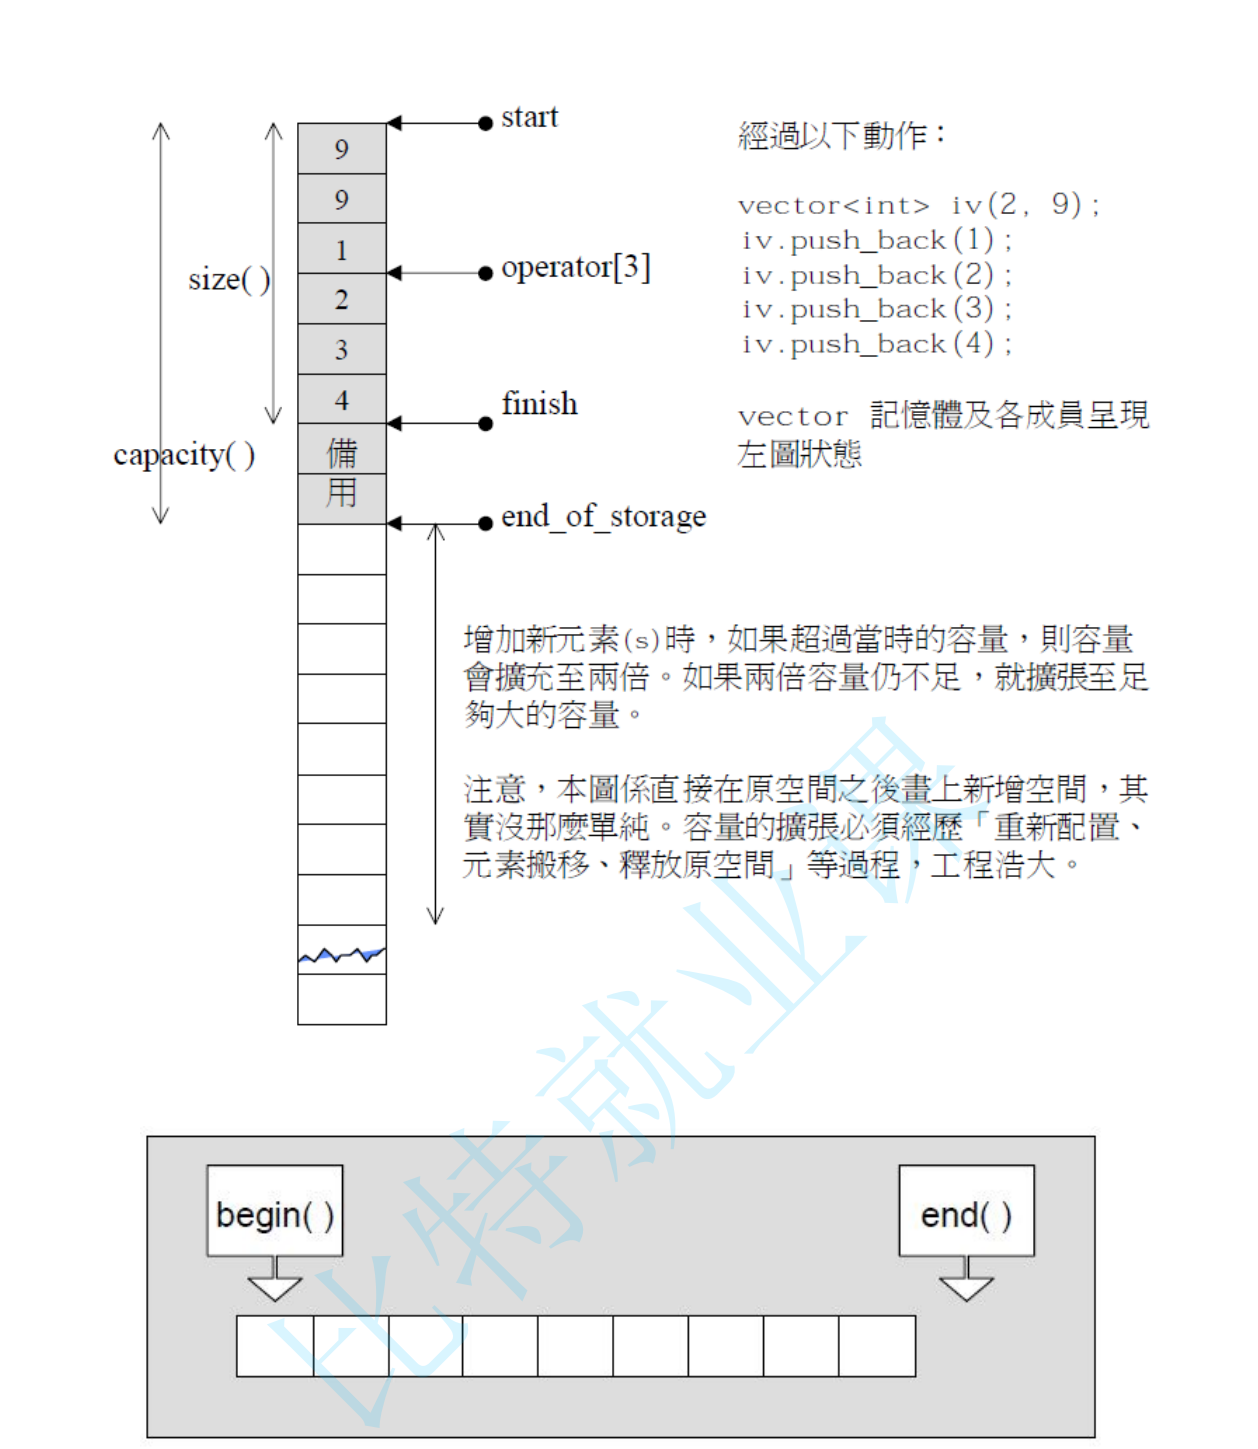 start
9
9
1
size( )
operator[3]
2
3
4
finish
capacity( )
備
用
end_of_storage
經過以下動作：
vector<int> iv(2, 9);
iv.push_back(1);
iv.push_back(2);
iv.push_back(3);
iv.push_back(4);
vector 記憶體及各成員呈現
左圖狀態
增加新元素(s)時，如果超過當時的容量，則容量
會擴充至兩倍。如果兩倍容量仍不足，就擴張至足
夠大的容量。
注意，本圖係直接在原空間之後畫上新增空間，其
實沒那麼單純。容量的擴張必須經歷「重新配置、
元素搬移、釋放原空間」等過程，工程浩大。
begin( )
end( )
比特就业课